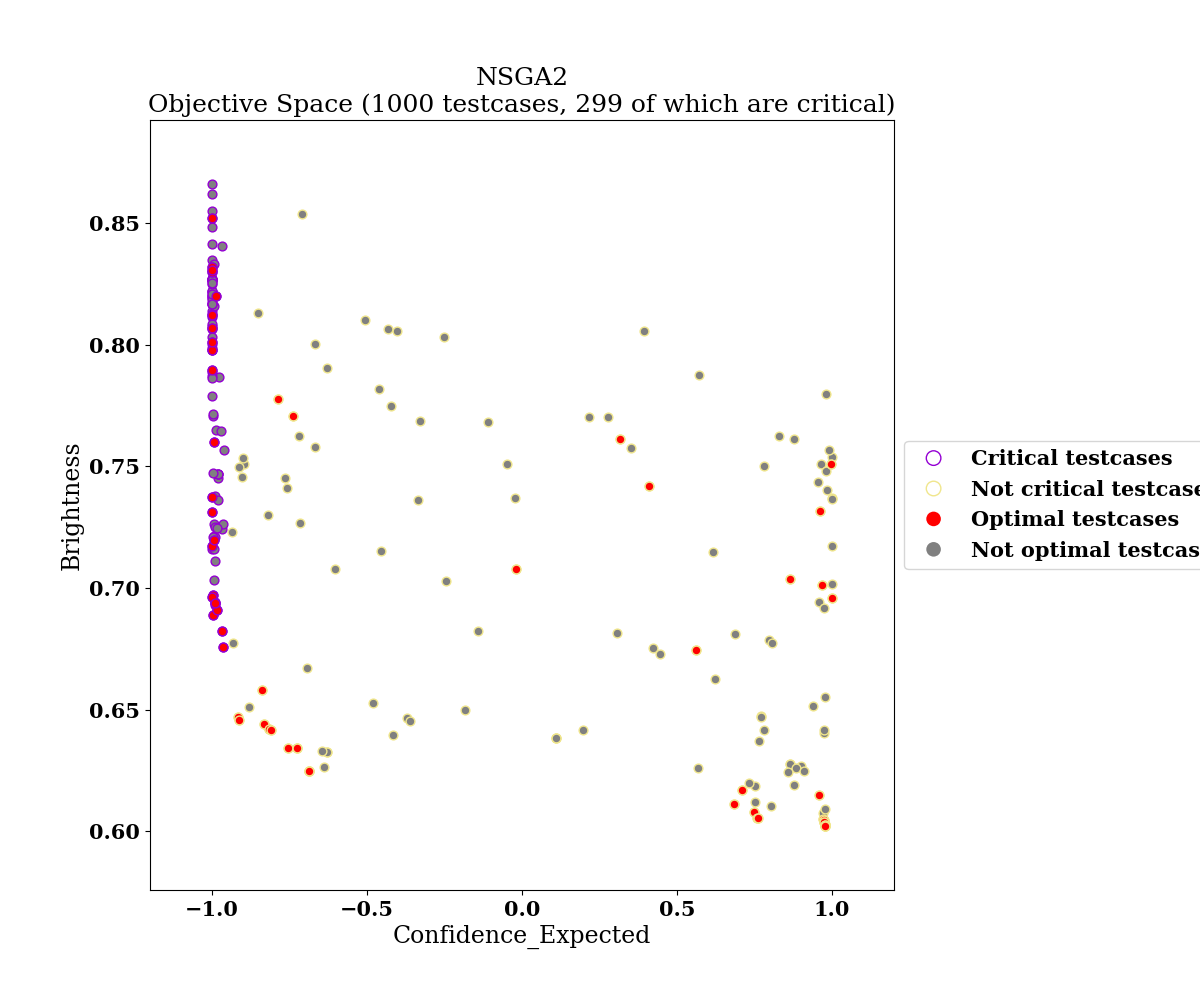 NSGA2
Objective Space (1000 testcases, 299 of which are critical)
Brightness
0.85
0.80
0.75
0.70
0.65
0.60
−1.0
−0.5
0.0
0.5
1.0
Confidence_Expected
Critical testcases
Not critical testcase
Optimal testcases
Not optimal testcas